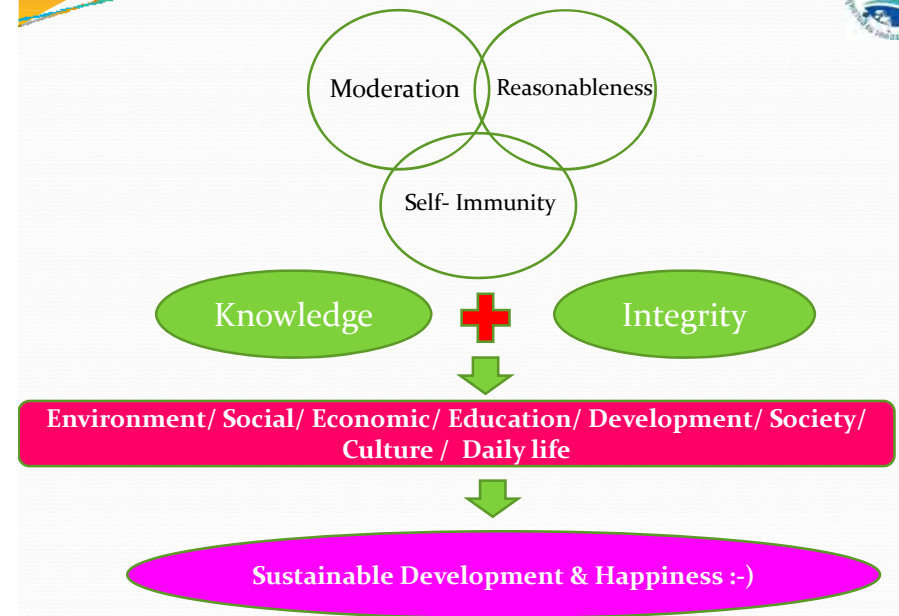 Moderation
Reasonableness
Self- Immunity
Knowledge
Integrity
Environment/ Social/ Economic/ Education/ Development/ Society/
Culture / Daily life
Sustainable Development & Happiness :-)